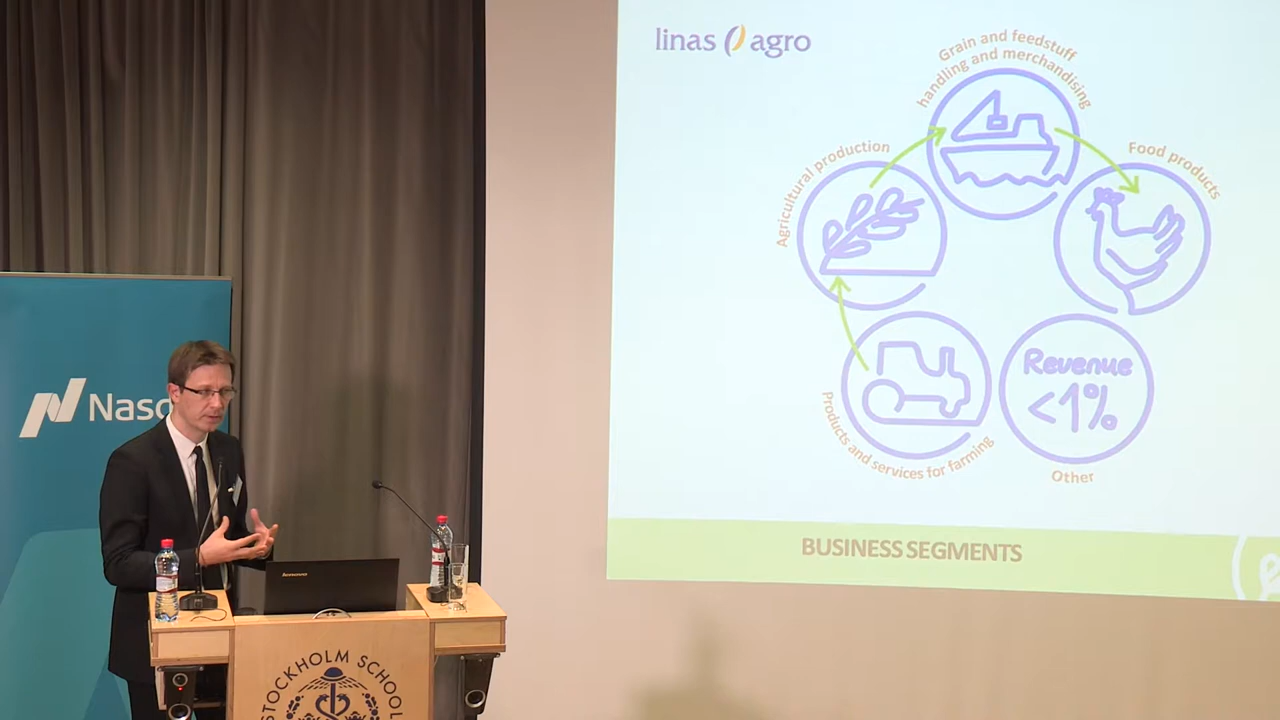 linas agro
Grain and feedstuff
handling and merchandising
Agricultural production
Food products
Revenue
<1%
Products and services for farming
Other
BUSINESS SEGMENTS
Lenovo
STOCKHOLM SCHOOL